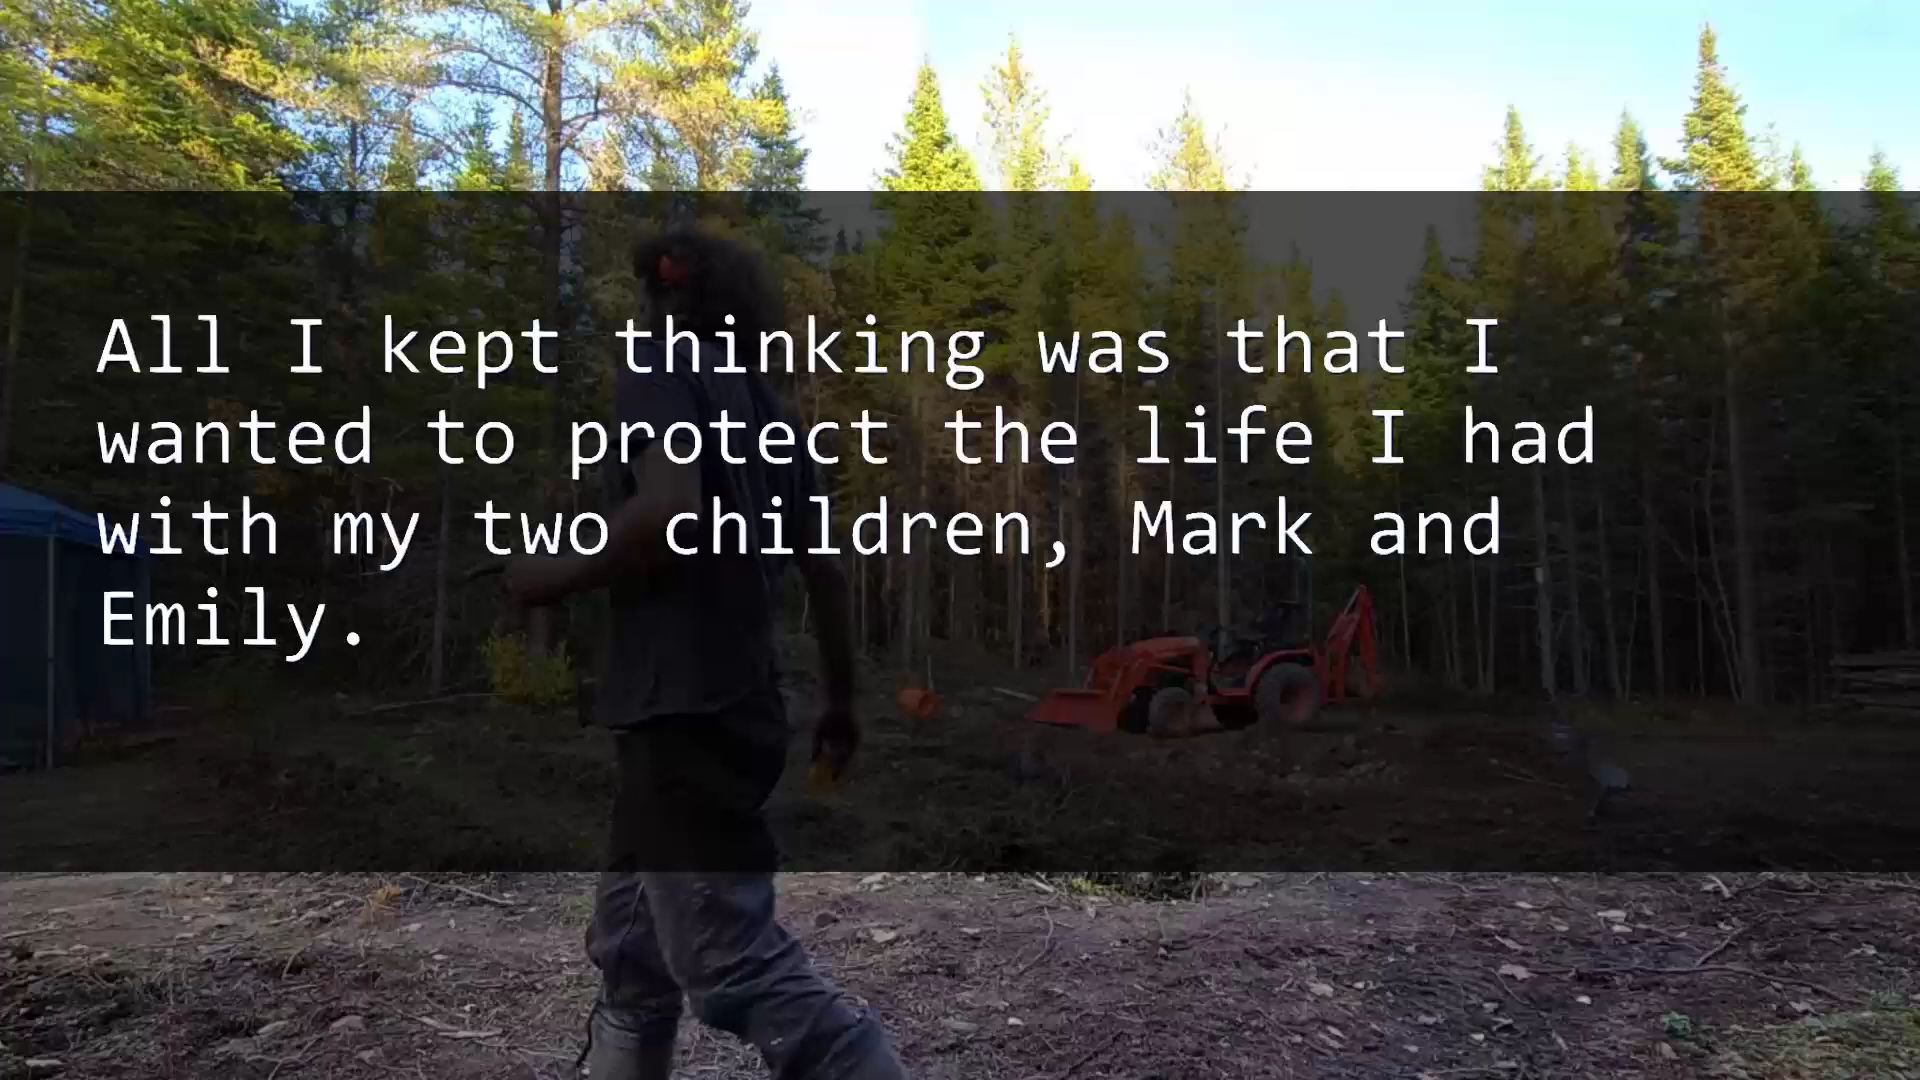 All I kept thinking was that I
wanted to protect the life I had
with my two children, Mark and
Emily.